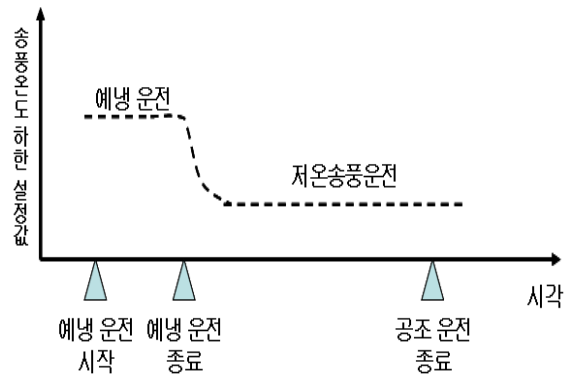 송풍온도 하한 설정값
예냉 운전
저온송풍운전
시각
예냉 운전
시작
예냉 운전
종료
공조 운전
종료